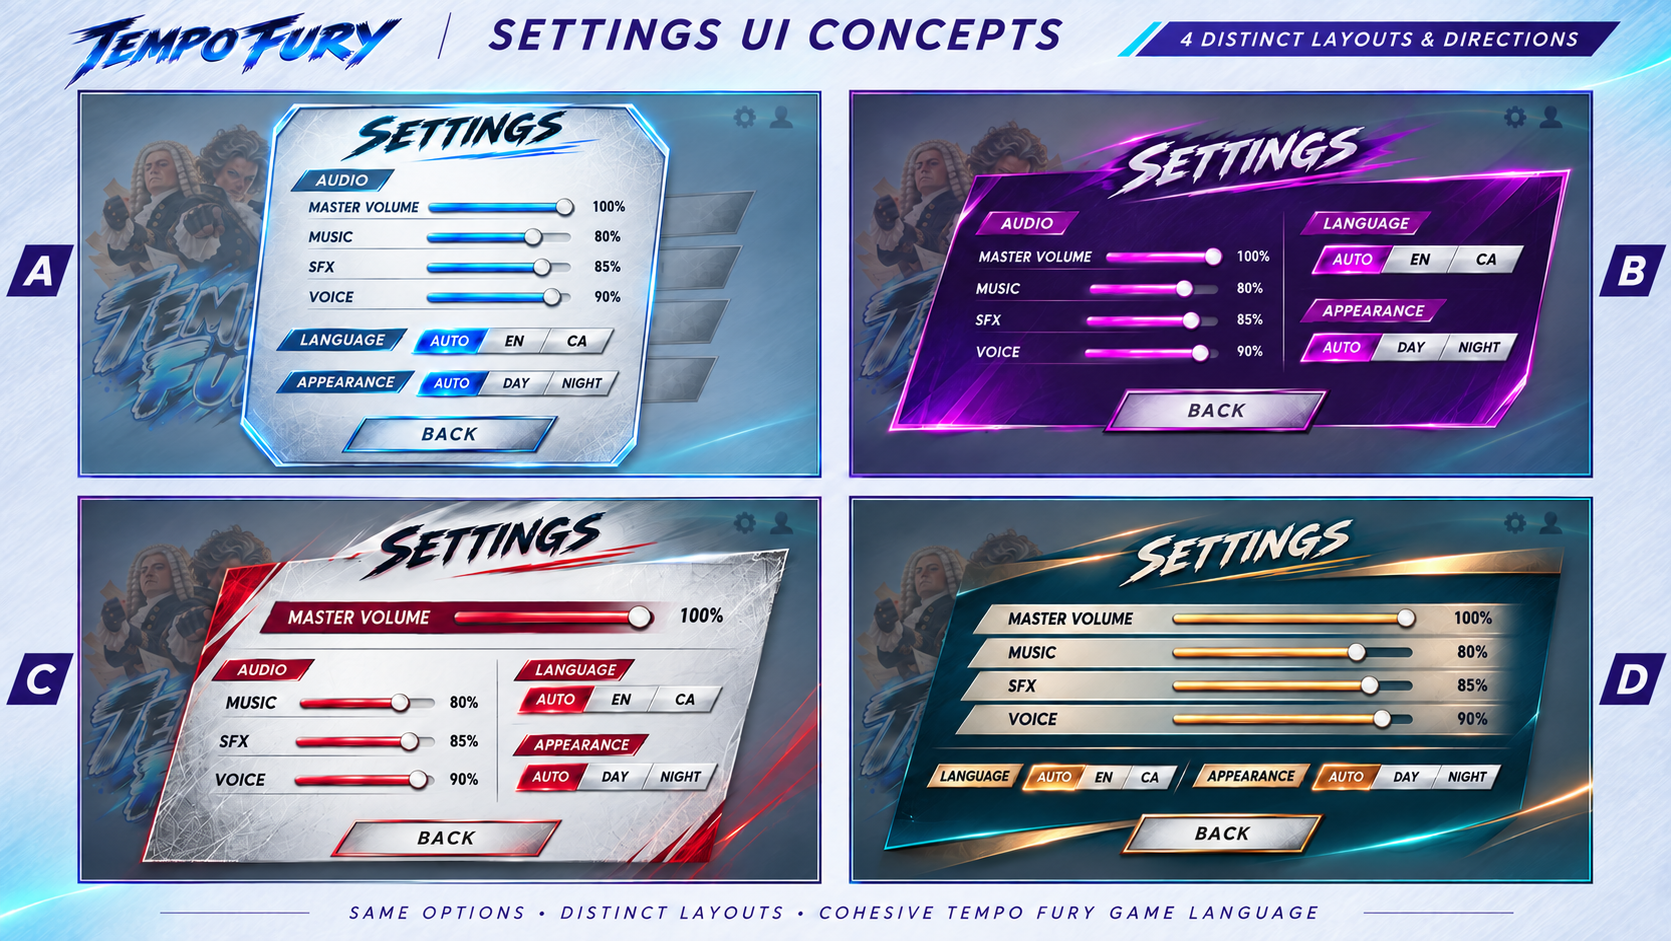 TEMPO FURY
SETTINGS UI CONCEPTS
4 DISTINCT LAYOUTS & DIRECTIONS
A
SETTINGS
AUDIO
MASTER VOLUME 100%
MUSIC 80%
SFX 85%
VOICE 90%
LANGUAGE AUTO EN CA
APPEARANCE AUTO DAY NIGHT
BACK
B
SETTINGS
AUDIO
MASTER VOLUME 100%
MUSIC 80%
SFX 85%
VOICE 90%
LANGUAGE
AUTO EN CA
APPEARANCE
AUTO DAY NIGHT
BACK
C
SETTINGS
MASTER VOLUME 100%
AUDIO
MUSIC 80%
SFX 85%
VOICE 90%
LANGUAGE
AUTO EN CA
APPEARANCE
AUTO DAY NIGHT
BACK
D
SETTINGS
MASTER VOLUME 100%
MUSIC 80%
SFX 85%
VOICE 90%
LANGUAGE AUTO EN CA APPEARANCE AUTO DAY NIGHT
BACK
SAME OPTIONS • DISTINCT LAYOUTS • COHESIVE TEMPO FURY GAME LANGUAGE